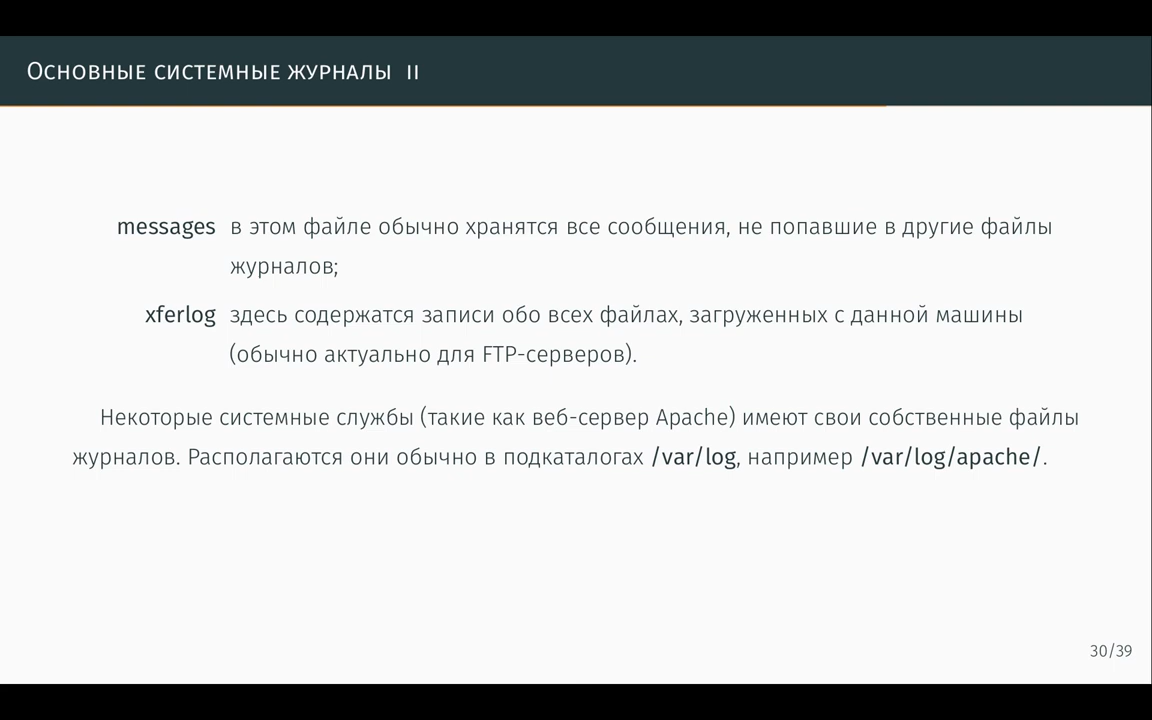 Основные системные журналы II
messages в этом файле обычно хранятся все сообщения, не попавшие в другие файлы
журналов;
xferlog здесь содержатся записи обо всех файлах, загруженных с данной машины
(обычно актуально для FTP-серверов).
Некоторые системные службы (такие как веб-сервер Apache) имеют свои собственные файлы
журналов. Располагаются они обычно в подкаталогах /var/log, например /var/log/apache/.
30/39